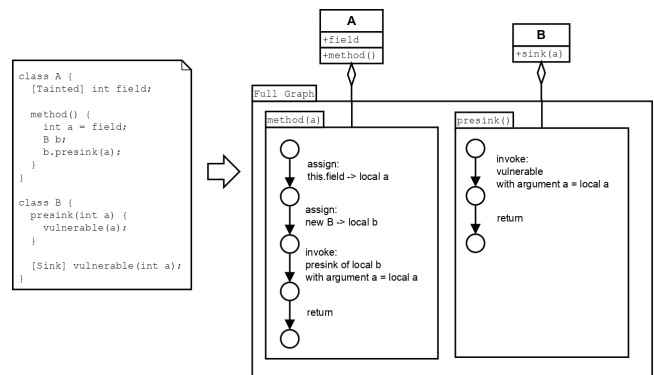 class A {
[Tainted] int field;
method() {
int a = field;
B b;
b.presink(a);
}
}
class B {
presink(int a) {
vulnerable(a);
}
[Sink] vulnerable(int a);
}
A
+field
+method()
B
+sink(a)
Full Graph
method(a)
assign:
this.field -> local a
assign:
new B -> local b
invoke:
presink of local b
with argument a = local a
return
presink()
invoke:
vulnerable
with argument a = local a
return